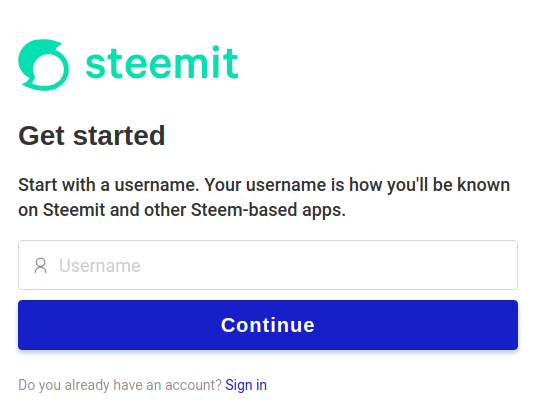 steemit
Get started
Start with a username. Your username is how you'll be known
on Steemit and other Steem-based apps.
Username
Continue
Do you already have an account? Sign in